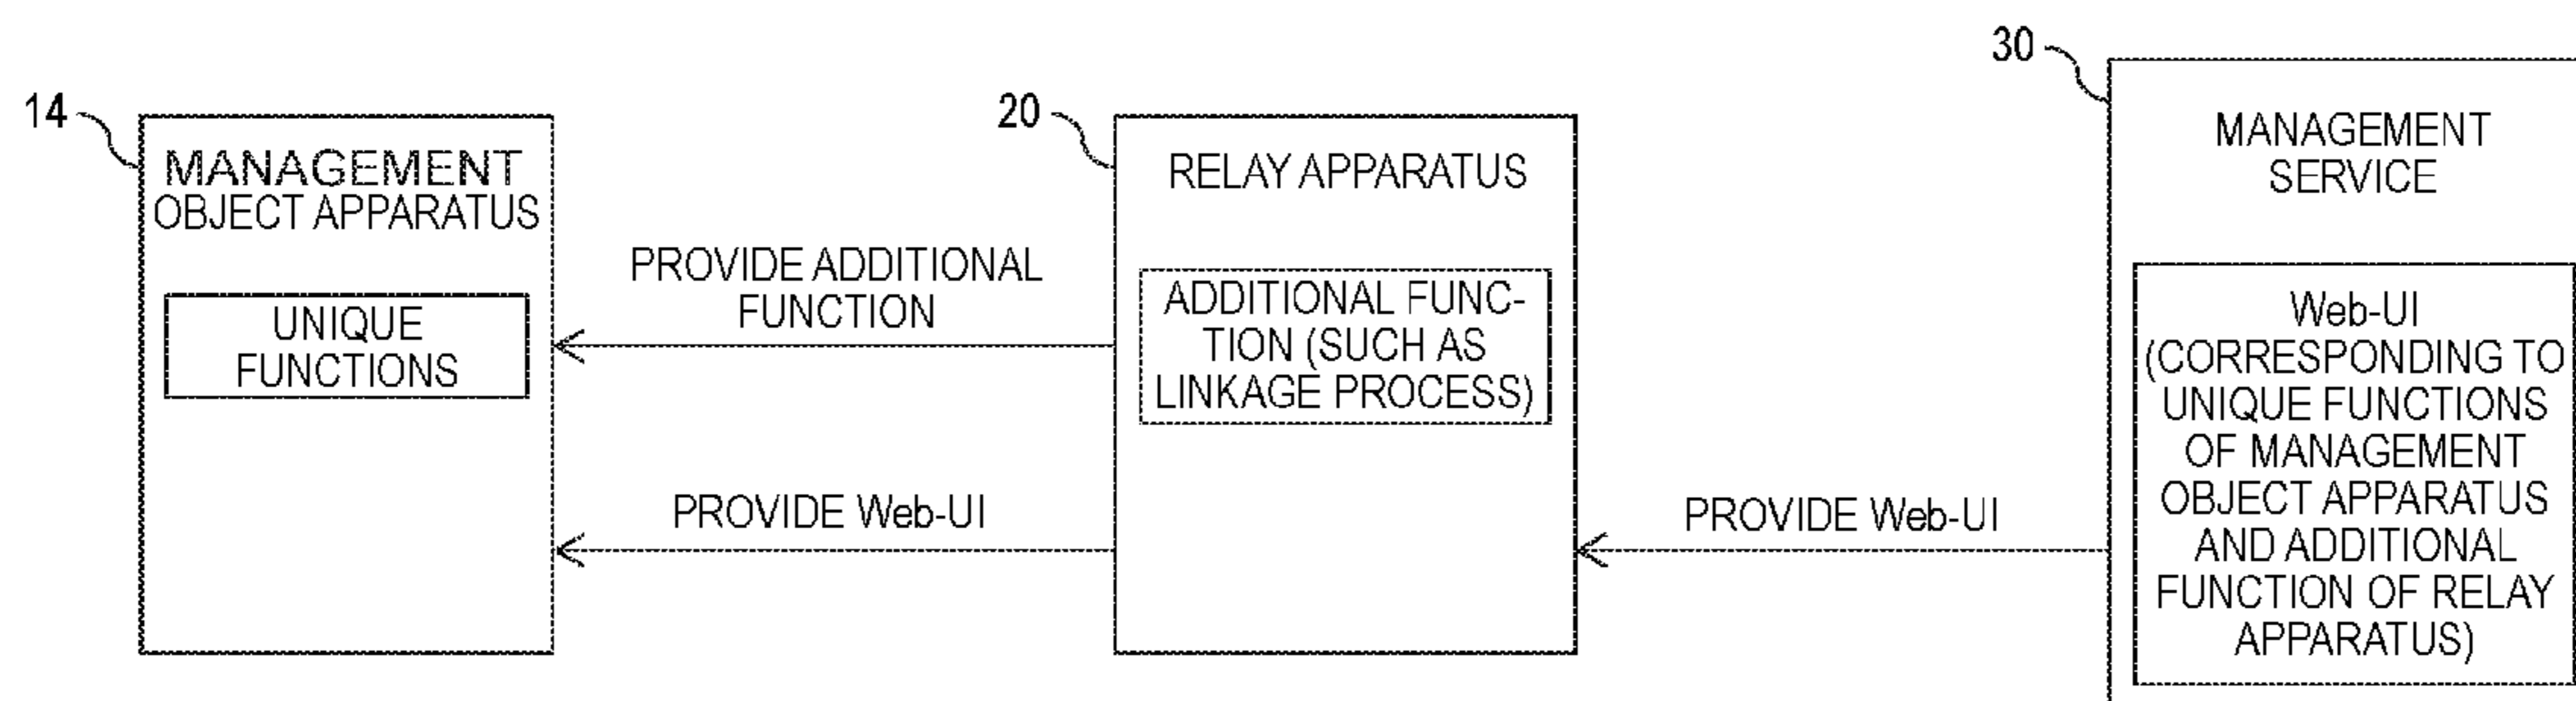 14
MANAGEMENT
OBJECT APPARATUS
UNIQUE
FUNCTIONS
PROVIDE ADDITIONAL
FUNCTION
PROVIDE Web-UI
20
RELAY APPARATUS
ADDITIONAL FUNC-
TION (SUCH AS
LINKAGE PROCESS)
PROVIDE Web-UI
30
MANAGEMENT
SERVICE
Web-UI
(CORRESPONDING TO
UNIQUE FUNCTIONS
OF MANAGEMENT
OBJECT APPARATUS
AND ADDITIONAL
FUNCTION OF RELAY
APPARATUS)